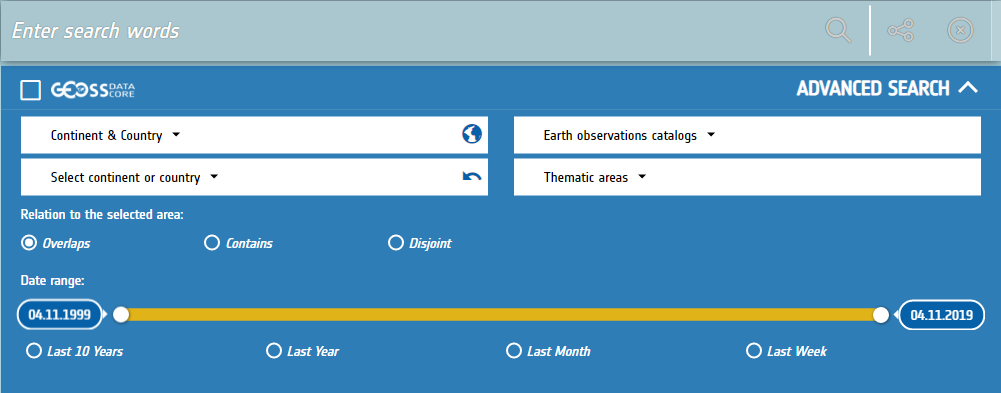 Enter search words
GEOSS DATA CORE
ADVANCED SEARCH
Continent & Country
Earth observations catalogs
Select continent or country
Thematic areas
Relation to the selected area:
Overlaps
Contains
Disjoint
Date range:
04.11.1999
04.11.2019
Last 10 Years
Last Year
Last Month
Last Week